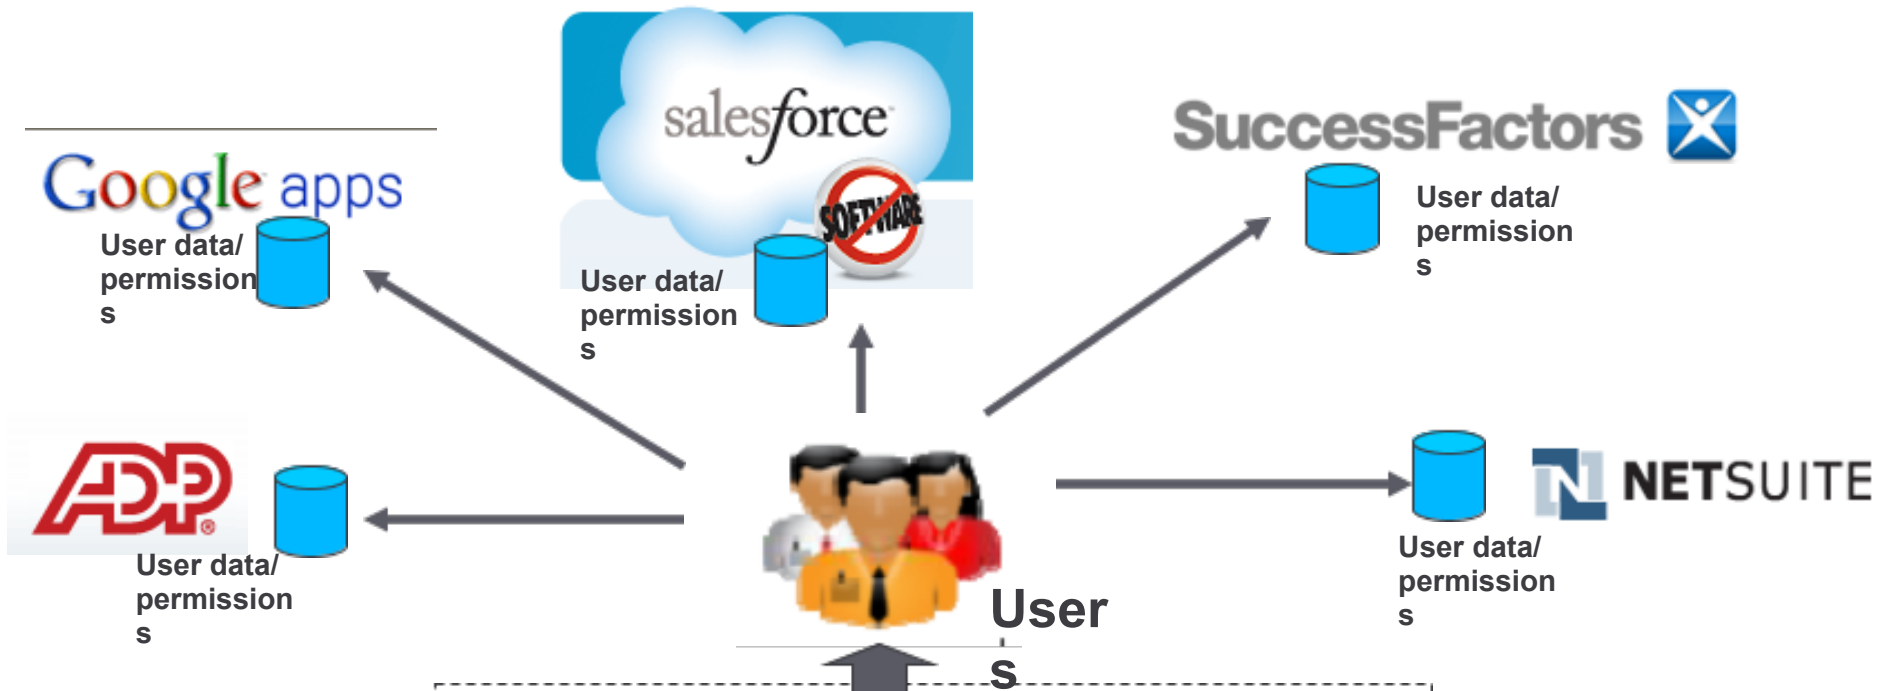 salesforce
SuccessFactors
Google apps
SOFTWARE
User data/
permission
s
User data/
permission
s
User data/
permission
s
ADP
®
NETSUITE
User data/
permission
s
User data/
permission
s
User
s